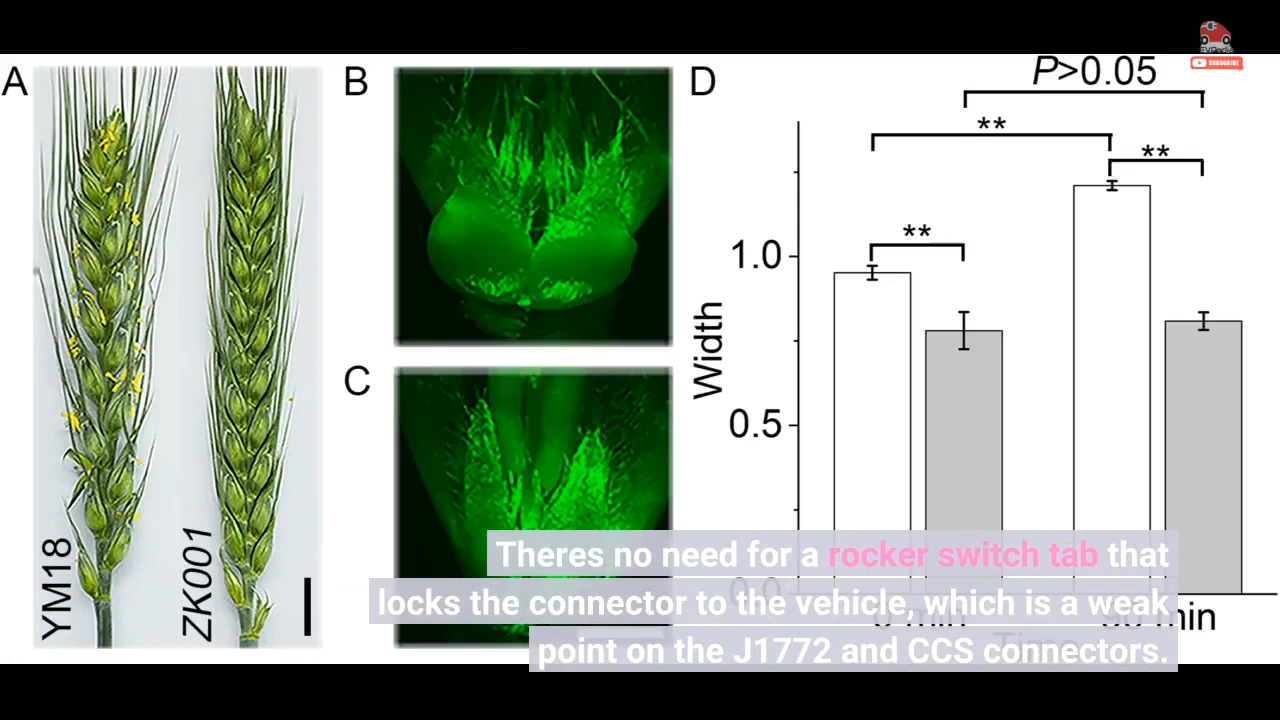 A
B
C
D
P>0.05
**
**
**
SUBSCRIBE
1.0
0.5
Width
YM18
ZK001
Theres no need for a rocker switch tab that
locks the connector to the vehicle, which is a weak
point on the J1772 and CCS connectors.